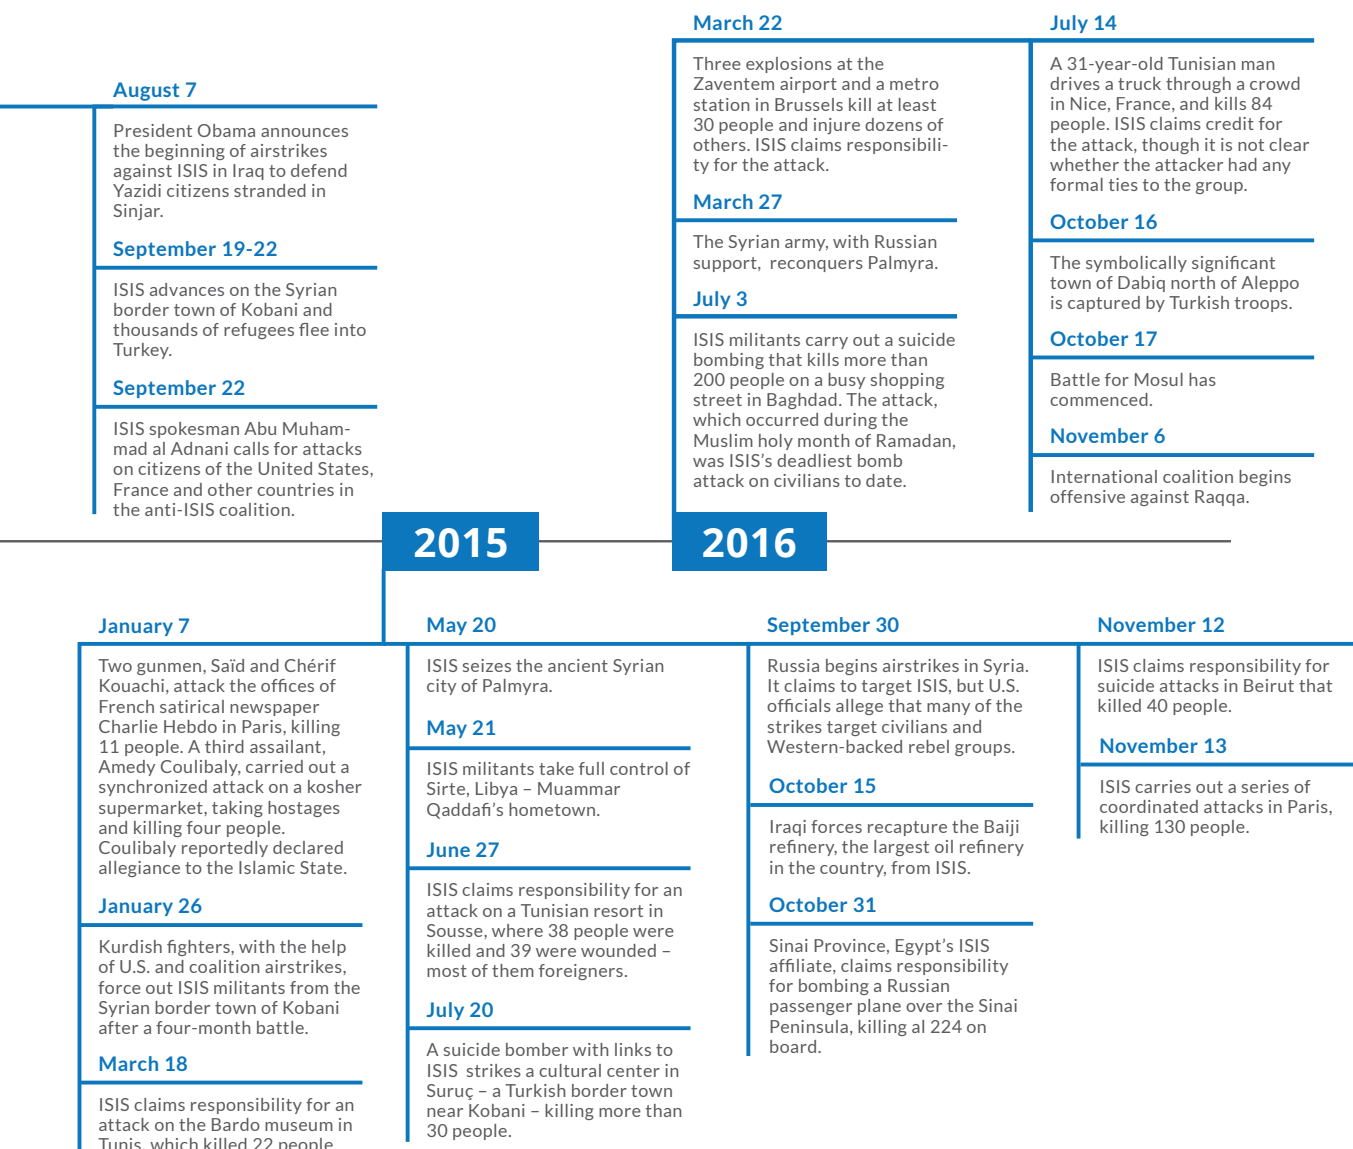 August 7
President Obama announces
the beginning of airstrikes
against ISIS in Iraq to defend
Yazidi citizens stranded in
Sinjar.
September 19-22
ISIS advances on the Syrian
border town of Kobani and
thousands of refugees flee into
Turkey.
September 22
ISIS spokesman Abu Muham-
mad al Adnani calls for attacks
on citizens of the United States,
France and other countries in
the anti-ISIS coalition.
March 22
Three explosions at the
Zaventem airport and a metro
station in Brussels kill at least
30 people and injure dozens of
others. ISIS claims responsibili-
ty for the attack.
March 27
The Syrian army, with Russian
support,  reconquers Palmyra.
July 3
ISIS militants carry out a suicide
bombing that kills more than
200 people on a busy shopping
street in Baghdad. The attack,
which occurred during the
Muslim holy month of Ramadan,
was ISIS's deadliest bomb
attack on civilians to date.
July 14
A 31-year-old Tunisian man
drives a truck through a crowd
in Nice, France, and kills 84
people. ISIS claims credit for
the attack, though it is not clear
whether the attacker had any
formal ties to the group.
October 16
The symbolically significant
town of Dabiq north of Aleppo
is captured by Turkish troops.
October 17
Battle for Mosul has
commenced.
November 6
International coalition begins
offensive against Raqqa.
2015
2016
January 7
Two gunmen, Saïd and Chérif
Kouachi, attack the offices of
French satirical newspaper
Charlie Hebdo in Paris, killing
11 people. A third assailant,
Amedy Coulibaly, carried out a
synchronized attack on a kosher
supermarket, taking hostages
and killing four people.
Coulibaly reportedly declared
allegiance to the Islamic State.
January 26
Kurdish fighters, with the help
of U.S. and coalition airstrikes,
force out ISIS militants from the
Syrian border town of Kobani
after a four-month battle.
March 18
ISIS claims responsibility for an
attack on the Bardo museum in
Tunis, which killed 22 people
May 20
ISIS seizes the ancient Syrian
city of Palmyra.
May 21
ISIS militants take full control of
Sirte, Libya – Muammar
Qaddafi's hometown.
June 27
ISIS claims responsibility for an
attack on a Tunisian resort in
Sousse, where 38 people were
killed and 39 were wounded –
most of them foreigners.
July 20
A suicide bomber with links to
ISIS  strikes a cultural center in
Suruç – a Turkish border town
near Kobani – killing more than
30 people.
September 30
Russia begins airstrikes in Syria.
It claims to target ISIS, but U.S.
officials allege that many of the
strikes target civilians and
Western-backed rebel groups.
October 15
Iraqi forces recapture the Baiji
refinery, the largest oil refinery
in the country, from ISIS.
October 31
Sinai Province, Egypt's ISIS
affiliate, claims responsibility
for bombing a Russian
passenger plane over the Sinai
Peninsula, killing al 224 on
board.
November 12
ISIS claims responsibility for
suicide attacks in Beirut that
killed 40 people.
November 13
ISIS carries out a series of
coordinated attacks in Paris,
killing 130 people.